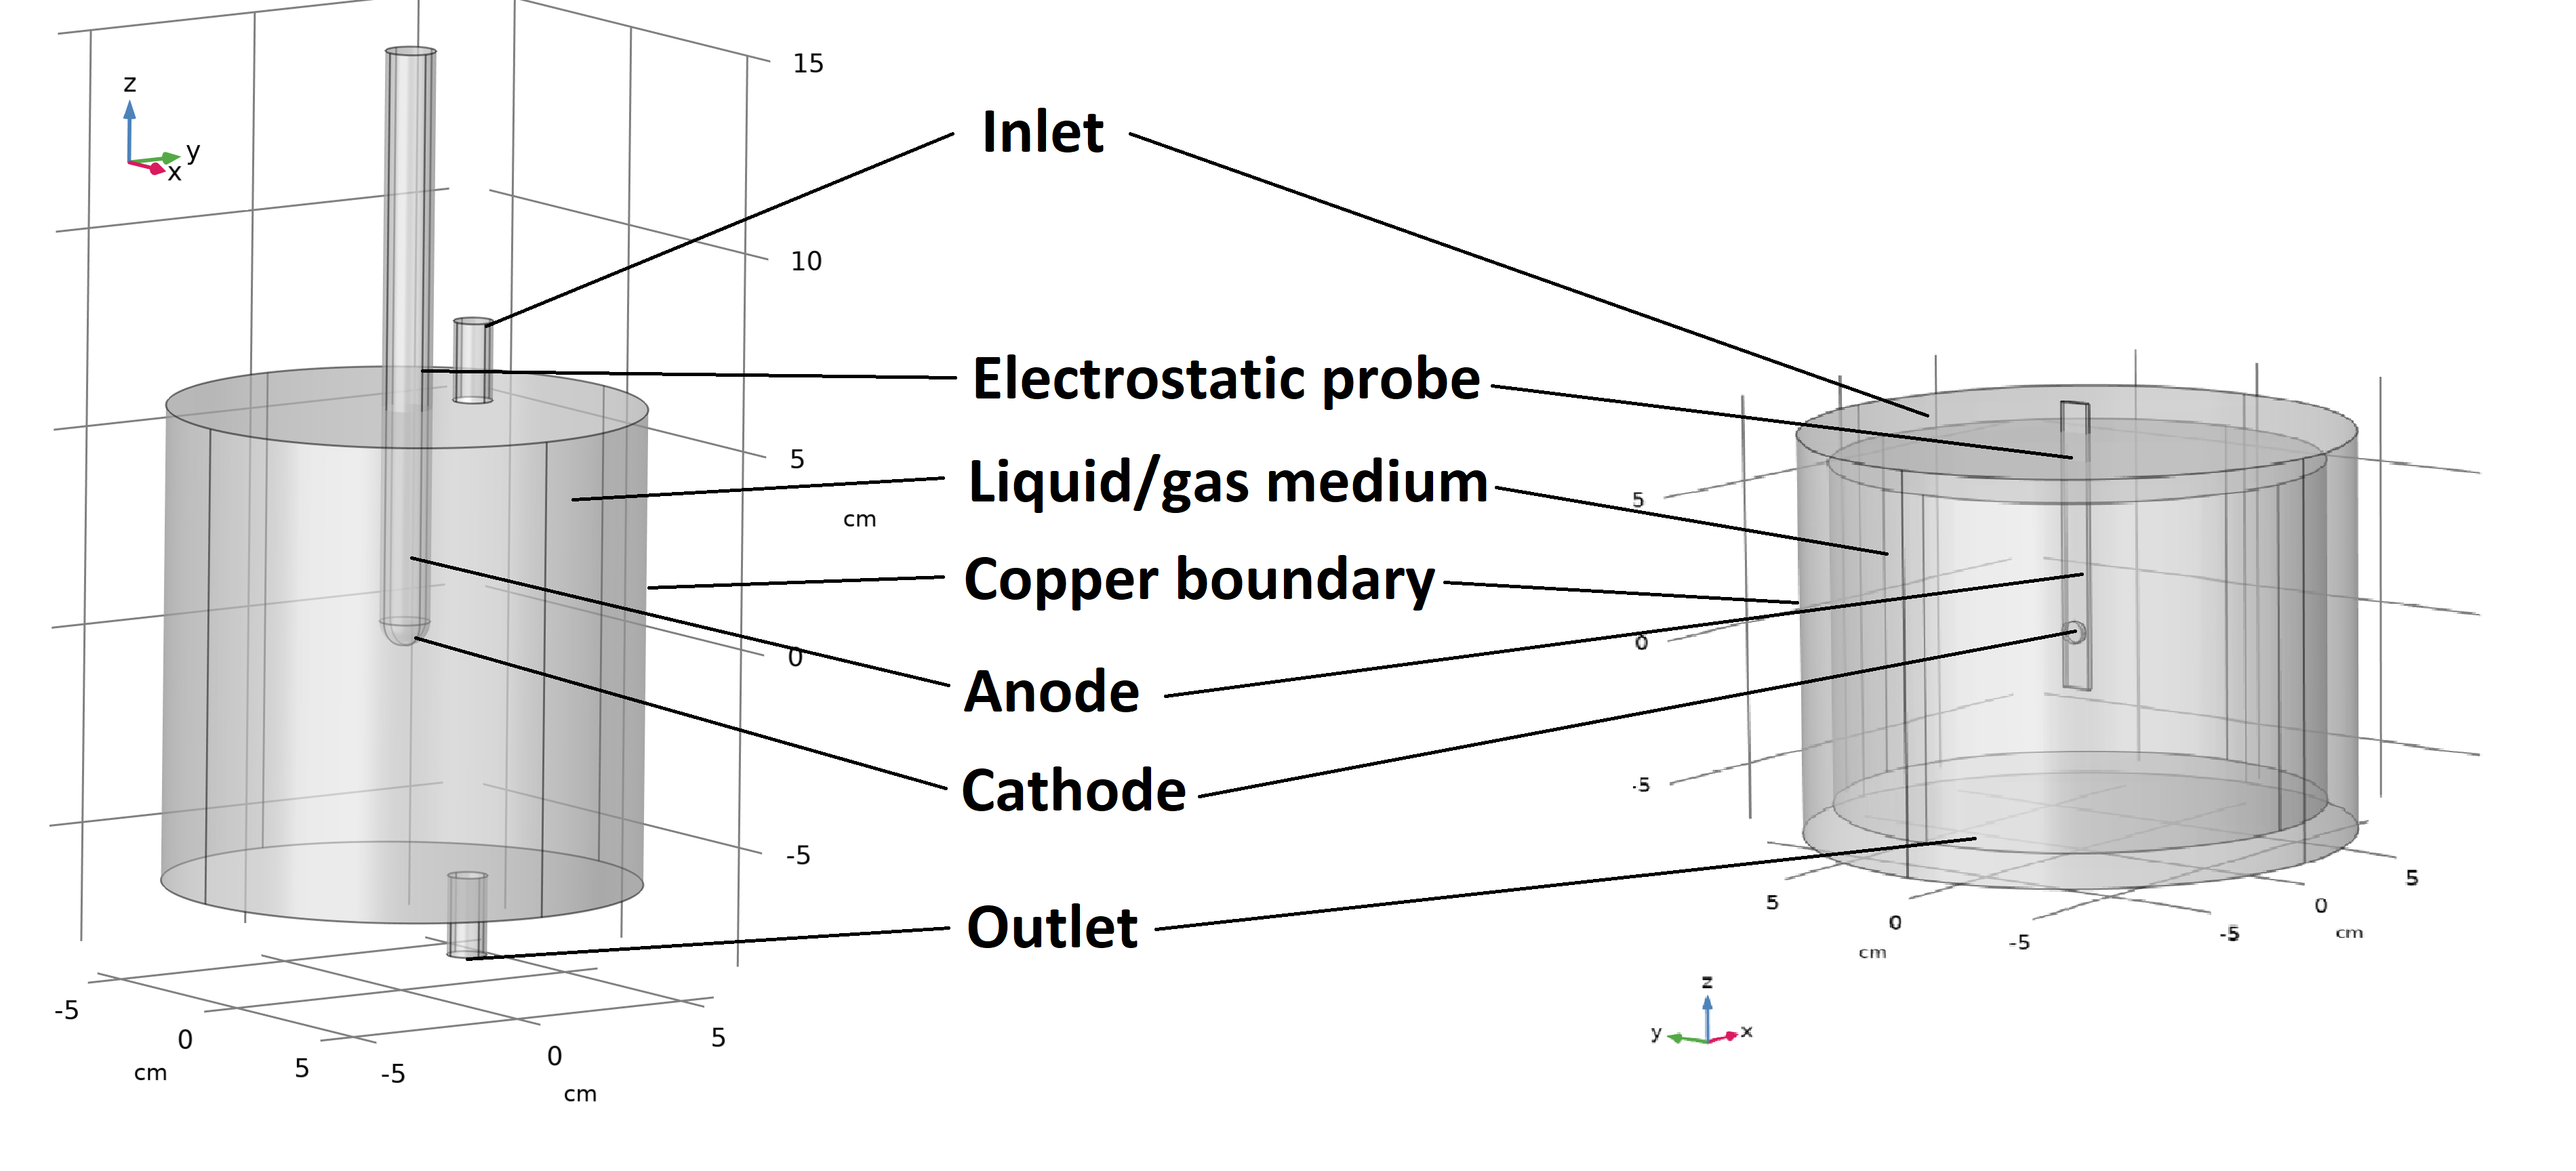 15
z
Inlet
y
x
10
Electrostatic probe
5
Liquid/gas medium
5
cm
Copper boundary
0
0
Anode
Cathode
-5
-5
5
0
Outlet
-5
0
cm
-5
-5
cm
z
-5
0
5
y
x
5
0
cm
-5
cm